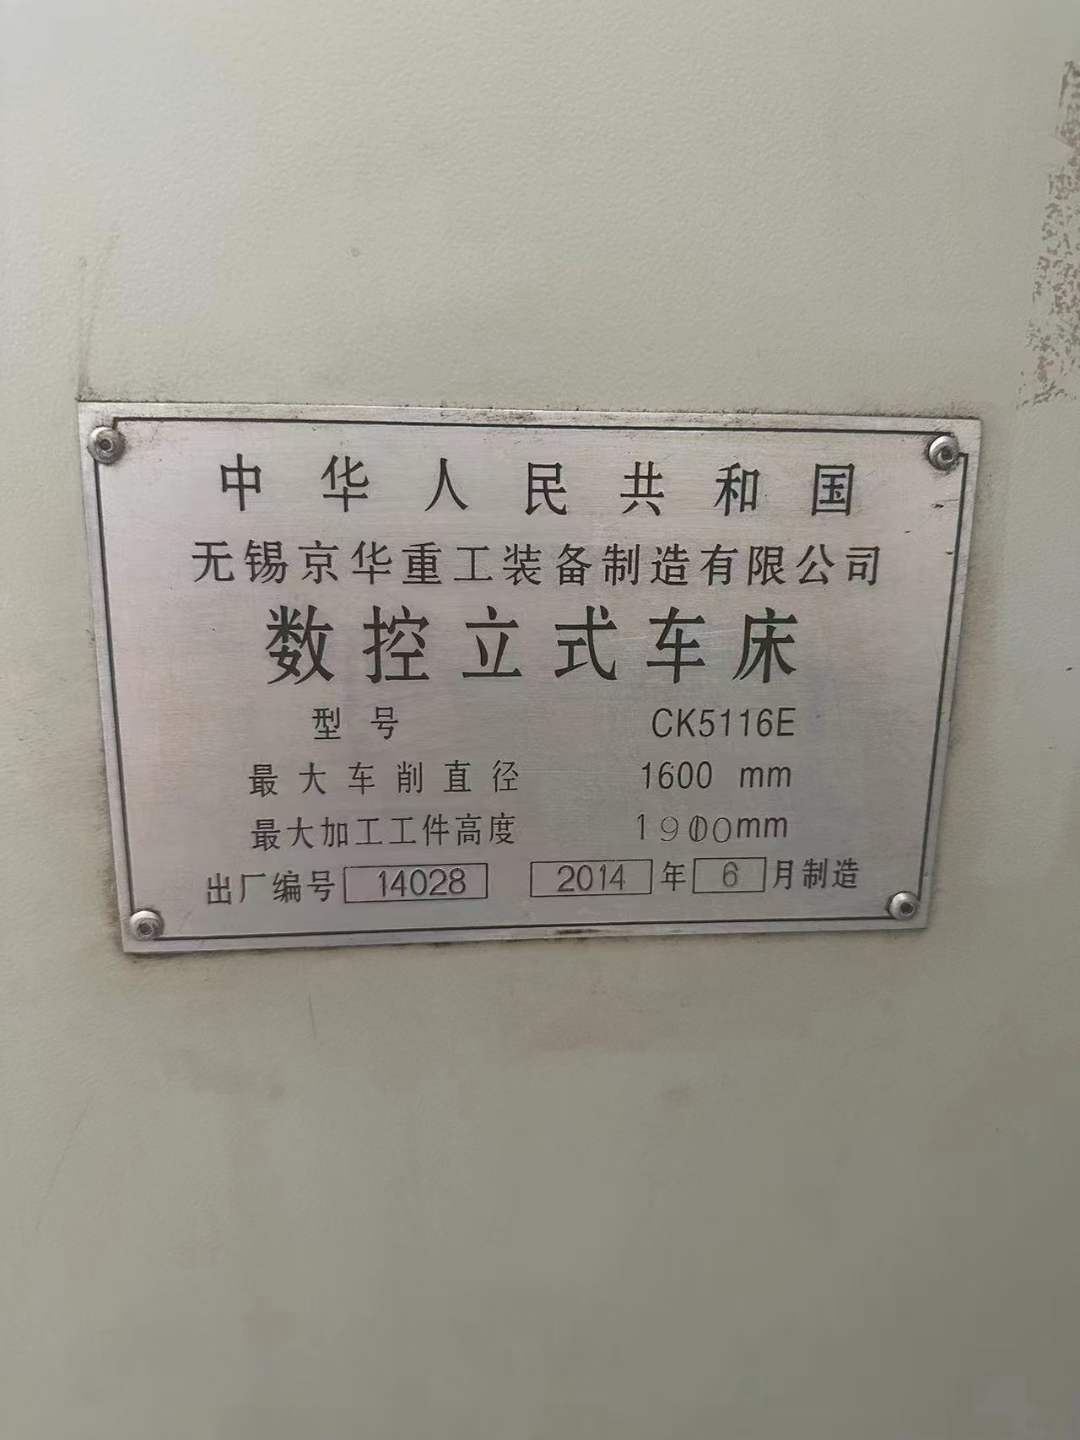 中华人民共和国
无锡京华重工装备制造有限公司
数控立式车床
型号 CK5116E
最大车削直径 1600 mm
最大加工工件高度 1900mm
出厂编号 14028 2014 年 6 月制造